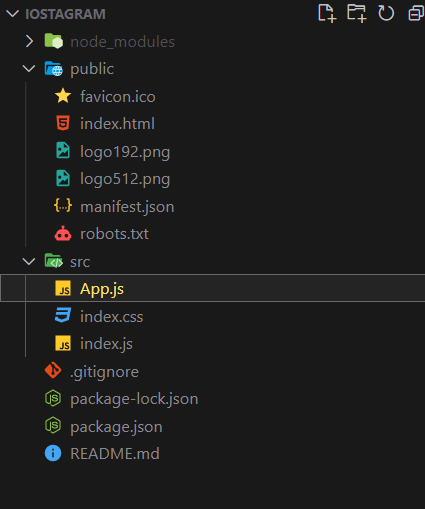 IOSTAGRAM
node_modules
public
favicon.ico
index.html
logo192.png
logo512.png
manifest.json
robots.txt
src
App.js
index.css
index.js
.gitignore
package-lock.json
package.json
README.md